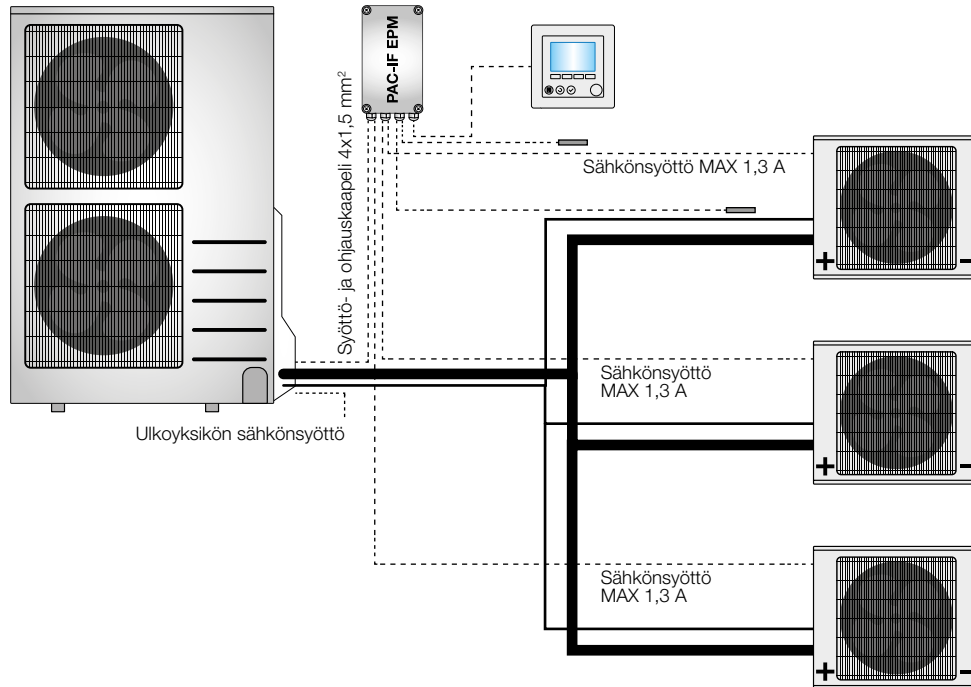 PAC-IF EPM
Syöttö- ja ohjauskaapeli 4x1,5 mm²
Sähkönsyöttö MAX 1,3 A
+ −
Sähkönsyöttö
MAX 1,3 A
+ −
Ulkoyksikön sähkönsyöttö
Sähkönsyöttö
MAX 1,3 A
+ −